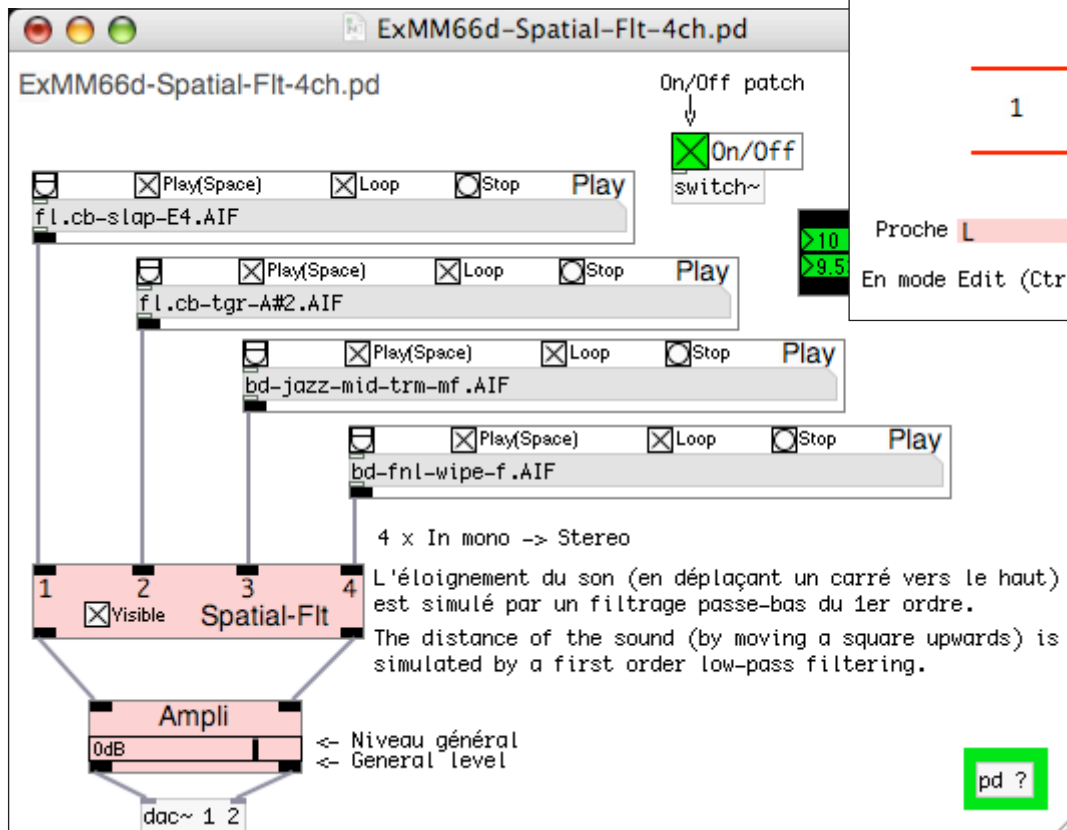 ExMM66d-Spatial-Flt-4ch.pd
ExMM66d-Spatial-Flt-4ch.pd
On/Off patch
On/Off
switch~
1
Play(Space) Loop Stop Play
fl.cb-slap-E4.AIF
>10
>9.5
Proche L
En mode Edit (Ctr
Play(Space) Loop Stop Play
fl.cb-tgr-A#2.AIF
Play(Space) Loop Stop Play
bd-jazz-mid-trm-mf.AIF
Play(Space) Loop Stop Play
bd-fnl-wipe-f.AIF
4 x In mono -> Stereo
1 2 3 4
Visible Spatial-Flt
L'éloignement du son (en déplaçant un carré vers le haut)
est simulé par un filtrage passe-bas du 1er ordre.
The distance of the sound (by moving a square upwards) is
simulated by a first order low-pass filtering.
Ampli
0dB
<- Niveau général
<- General level
pd ?
dac~ 1 2